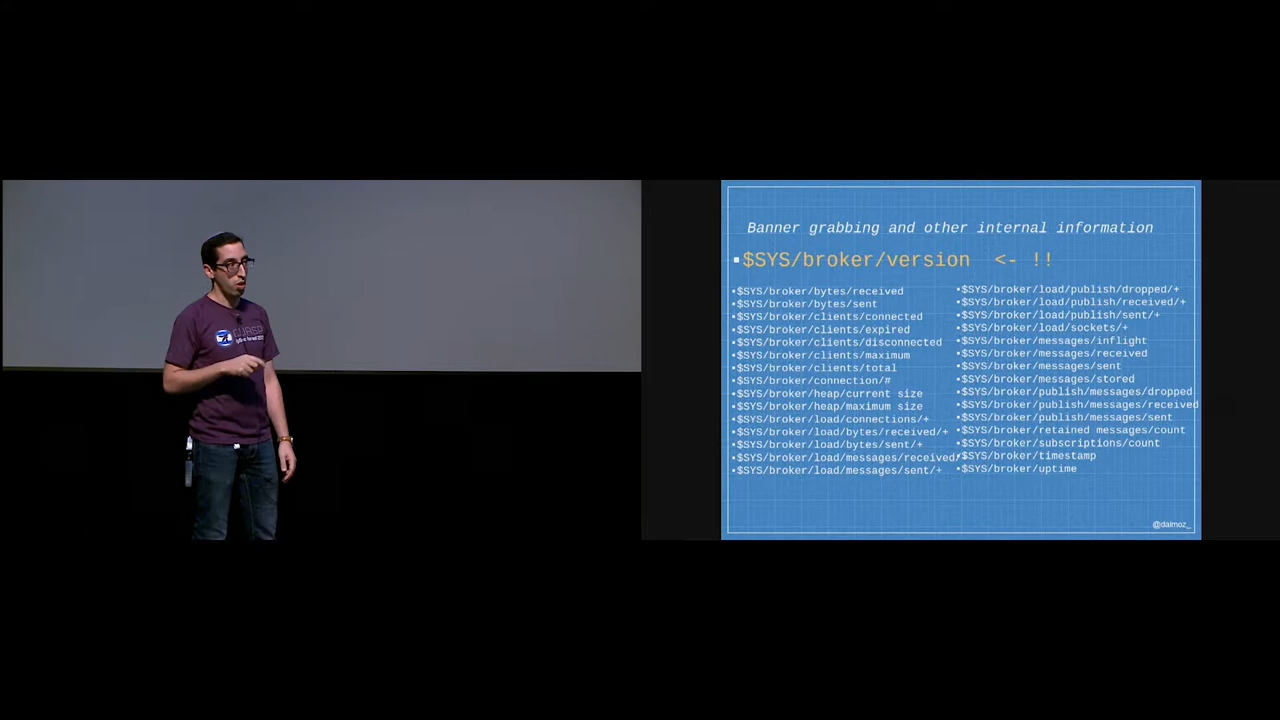 OWASP
Banner grabbing and other internal information
▪$SYS/broker/version <- !!
▪$SYS/broker/bytes/received
▪$SYS/broker/bytes/sent
▪$SYS/broker/clients/connected
▪$SYS/broker/clients/expired
▪$SYS/broker/clients/disconnected
▪$SYS/broker/clients/maximum
▪$SYS/broker/clients/total
▪$SYS/broker/connection/#
▪$SYS/broker/heap/current size
▪$SYS/broker/heap/maximum size
▪$SYS/broker/load/connections/+
▪$SYS/broker/load/bytes/received/+
▪$SYS/broker/load/bytes/sent/+
▪$SYS/broker/load/messages/received/
▪$SYS/broker/load/messages/sent/+
▪$SYS/broker/load/publish/dropped/+
▪$SYS/broker/load/publish/received/+
▪$SYS/broker/load/publish/sent/+
▪$SYS/broker/load/sockets/+
▪$SYS/broker/messages/inflight
▪$SYS/broker/messages/received
▪$SYS/broker/messages/sent
▪$SYS/broker/messages/stored
▪$SYS/broker/publish/messages/dropped
▪$SYS/broker/publish/messages/received
▪$SYS/broker/publish/messages/sent
▪$SYS/broker/retained messages/count
▪$SYS/broker/subscriptions/count
▪$SYS/broker/timestamp
▪$SYS/broker/uptime
@dalmoz_